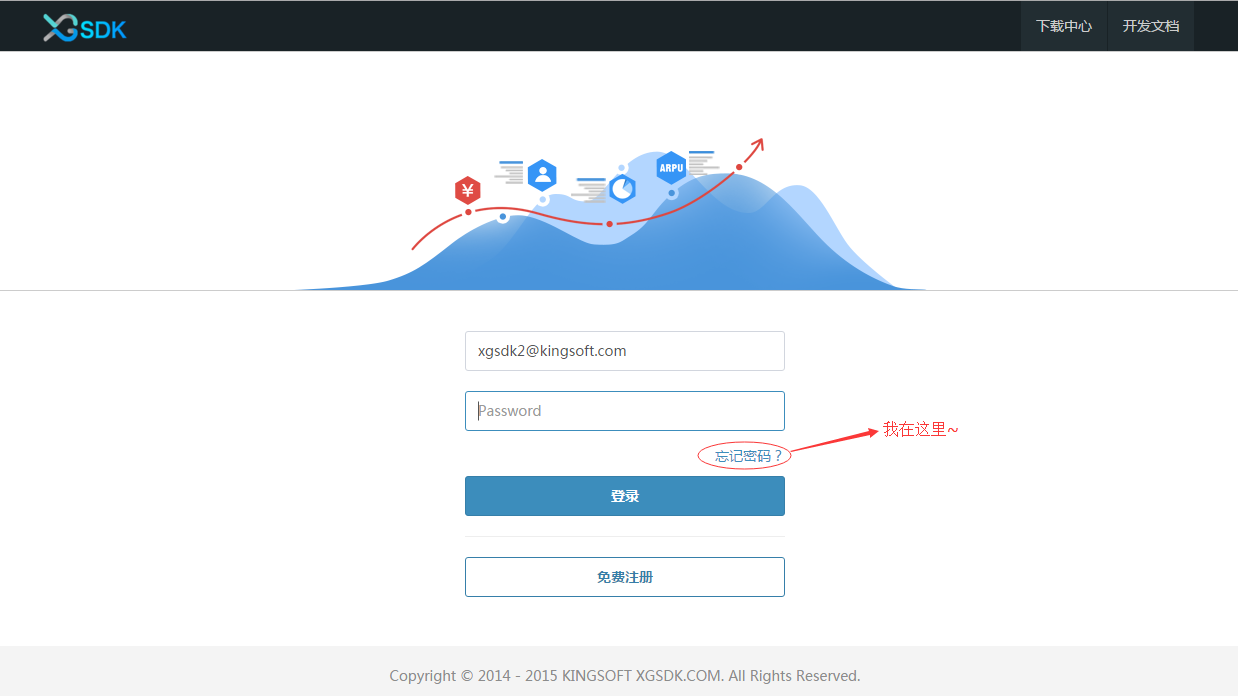 XGSDK
下载中心
开发文档
¥
ARPU
xgsdk2@kingsoft.com
Password
我在这里~
忘记密码？
登录
免费注册
Copyright © 2014 - 2015 KINGSOFT XGSDK.COM. All Rights Reserved.